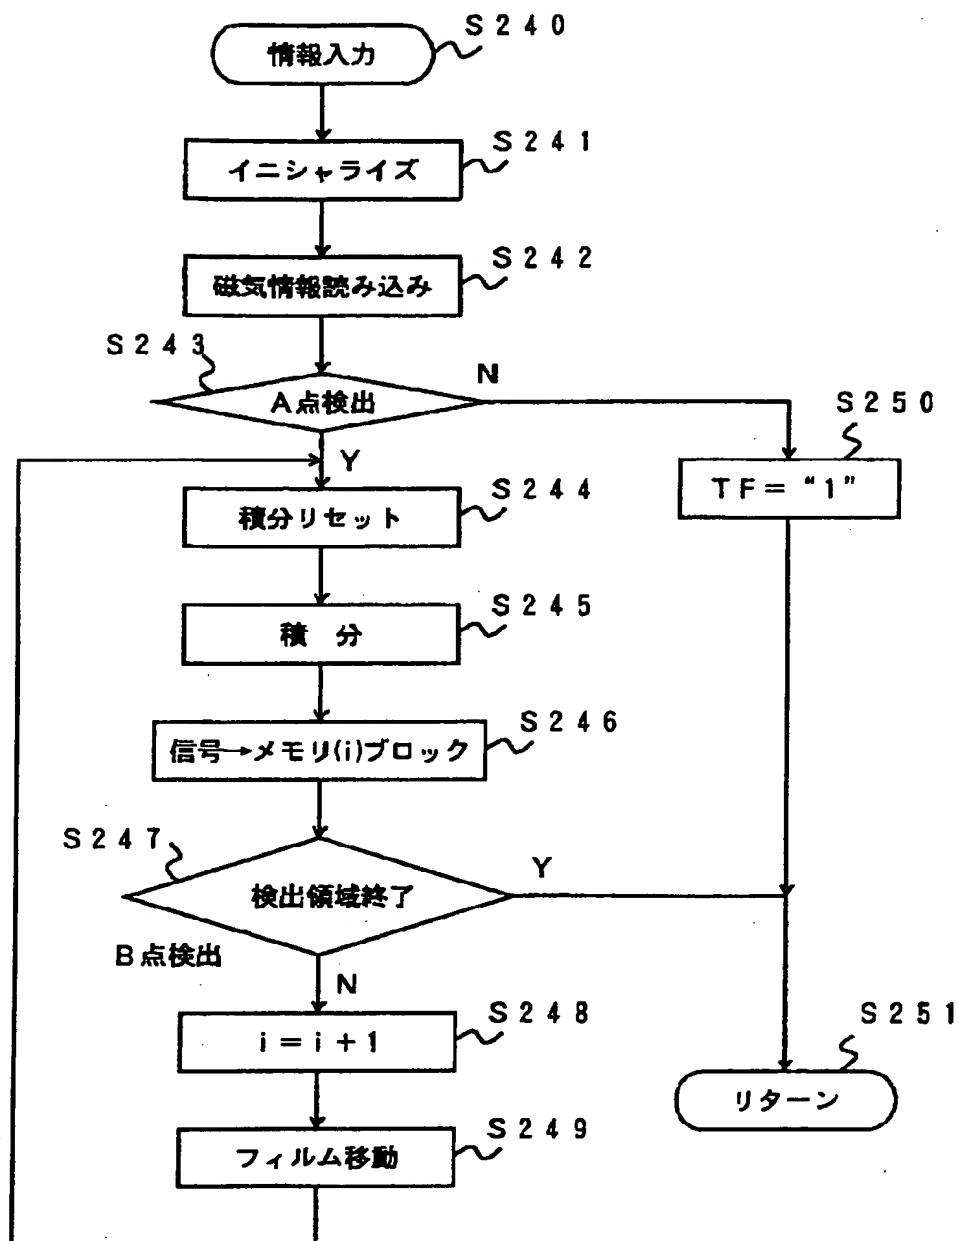 S240
情報入力
S241
イニシャライズ
S242
磁気情報読み込み
S243
A点検出
N
Y
S250
TF=“1”
S244
積分リセット
S245
積 分
S246
信号→メモリ(i)ブロック
S247
検出領域終了
Y
B点検出
N
S248
i=i+1
S251
リターン
S249
フィルム移動